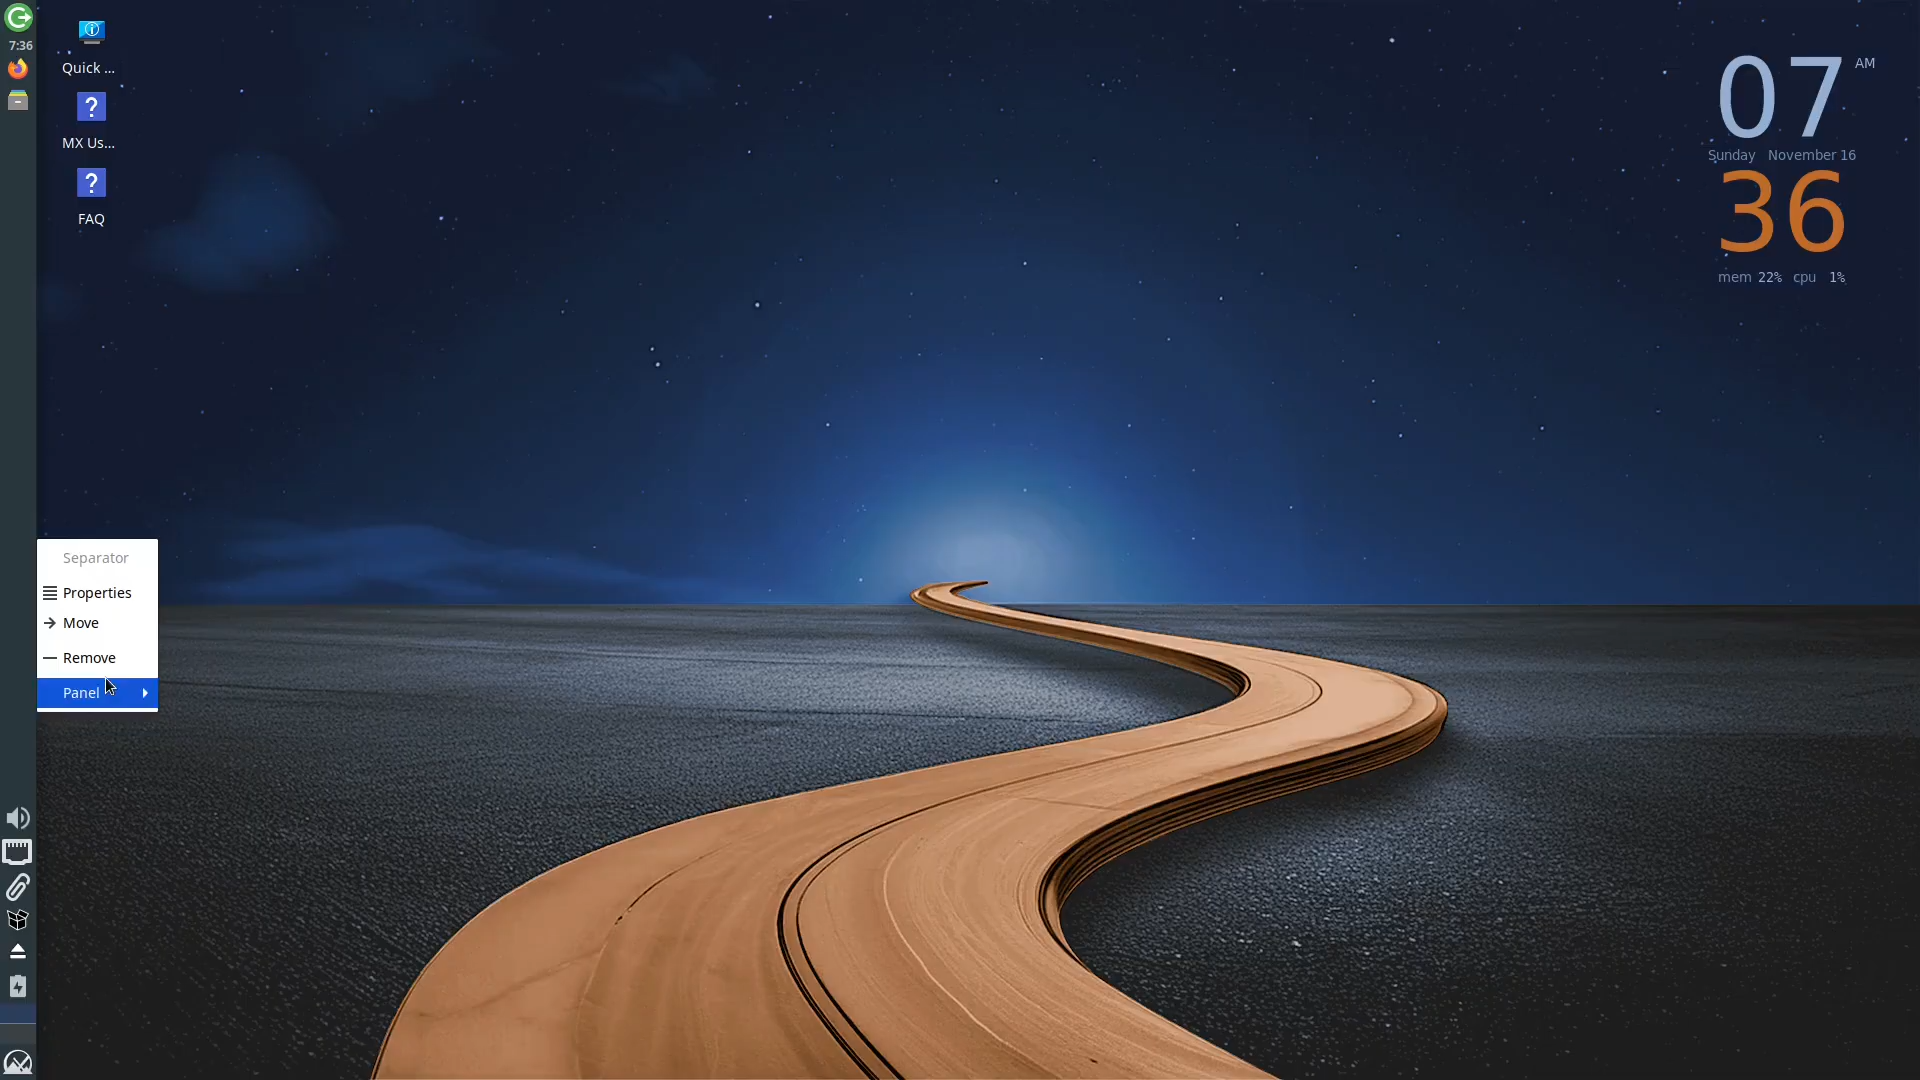 7:36
Quick ...
MX Us...
FAQ
07 AM
Sunday November 16
36
mem 22% cpu 1%
Separator
Properties
Move
Remove
Panel